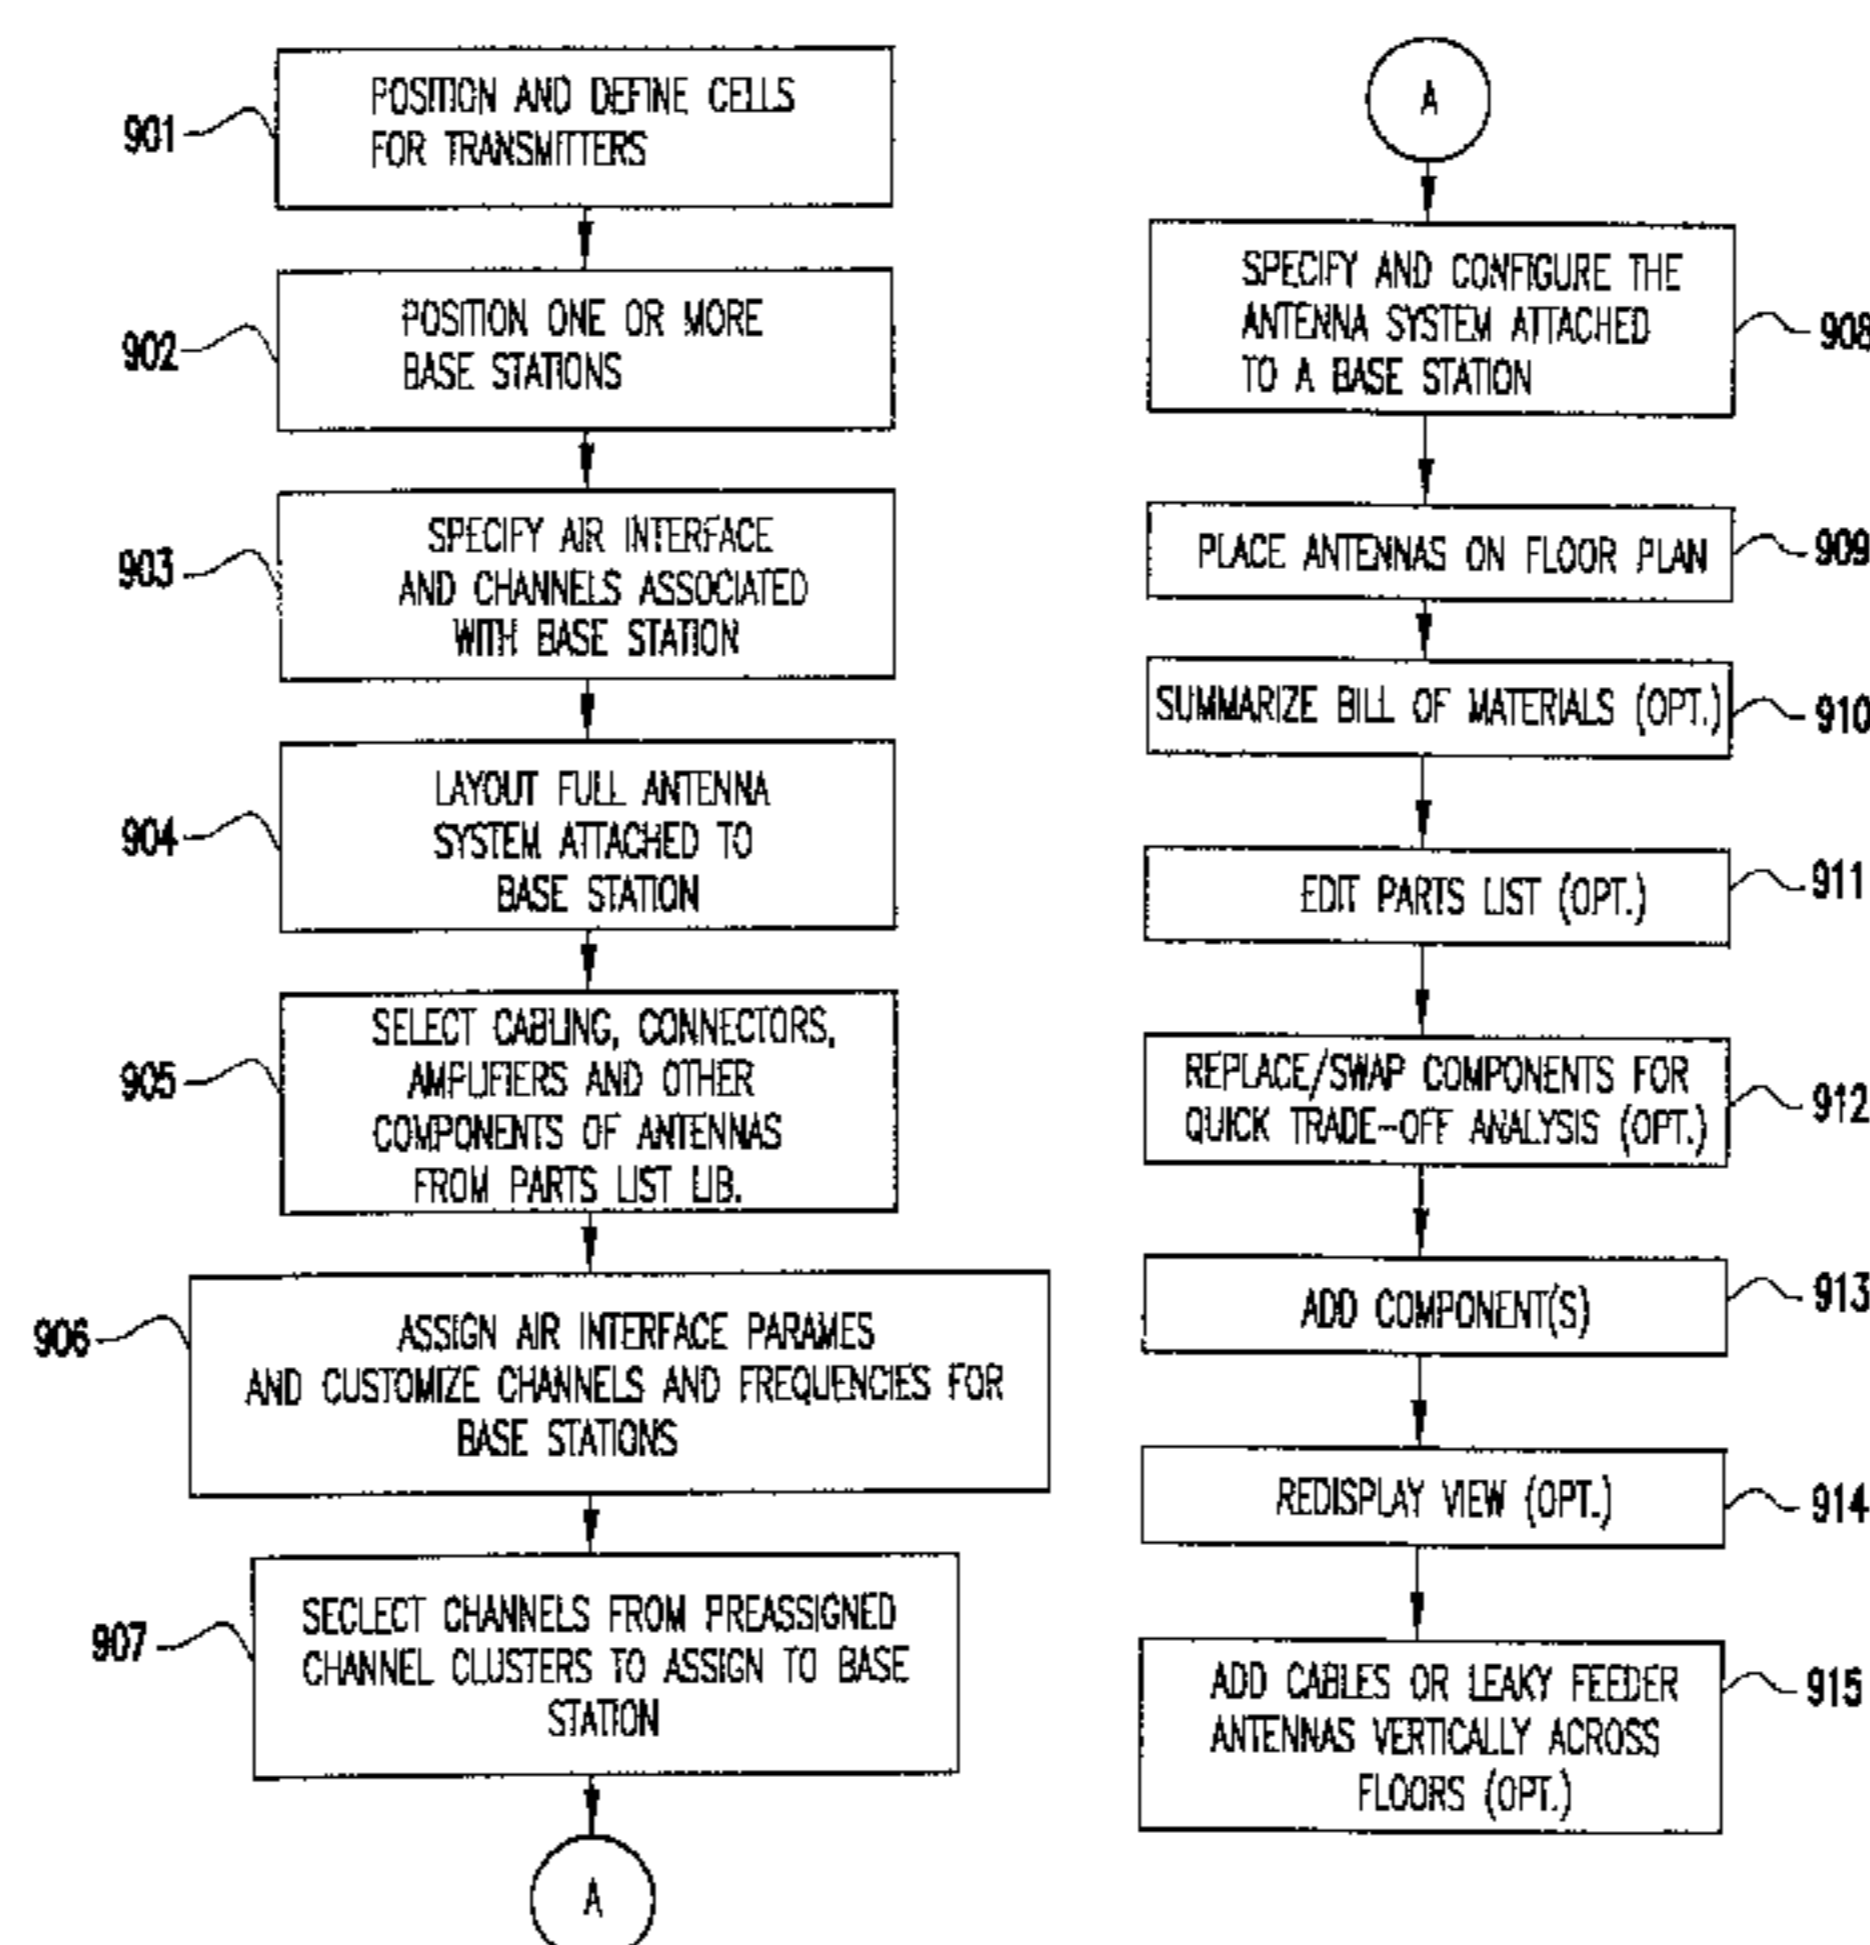 901
POSITION AND DEFINE CELLS
FOR TRANSMITTERS
902
POSITION ONE OR MORE
BASE STATIONS
903
SPECIFY AIR INTERFACE
AND CHANNELS ASSOCIATED
WITH BASE STATION
904
LAYOUT FULL ANTENNA
SYSTEM ATTACHED TO
BASE STATION
905
SELECT CABLING, CONNECTORS,
AMPLIFIERS AND OTHER
COMPONENTS OF ANTENNAS
FROM PARTS LIST LIB.
906
ASSIGN AIR INTERFACE PARAMES
AND CUSTOMIZE CHANNELS AND FREQUENCIES FOR
BASE STATIONS
907
SECLECT CHANNELS FROM PREASSIGNED
CHANNEL CLUSTERS TO ASSIGN TO BASE
STATION
A
A
SPECIFY AND CONFIGURE THE
ANTENNA SYSTEM ATTACHED
TO A BASE STATION
908
PLACE ANTENNAS ON FLOOR PLAN
909
SUMMARIZE BILL OF MATERIALS (OPT.)
910
EDIT PARTS LIST (OPT.)
911
REPLACE/SWAP COMPONENTS FOR
QUICK TRADE-OFF ANALYSIS (OPT.)
912
ADD COMPONENT(S)
913
REDISPLAY VIEW (OPT.)
914
ADD CABLES OR LEAKY FEEDER
ANTENNAS VERTICALLY ACROSS
FLOORS (OPT.)
915